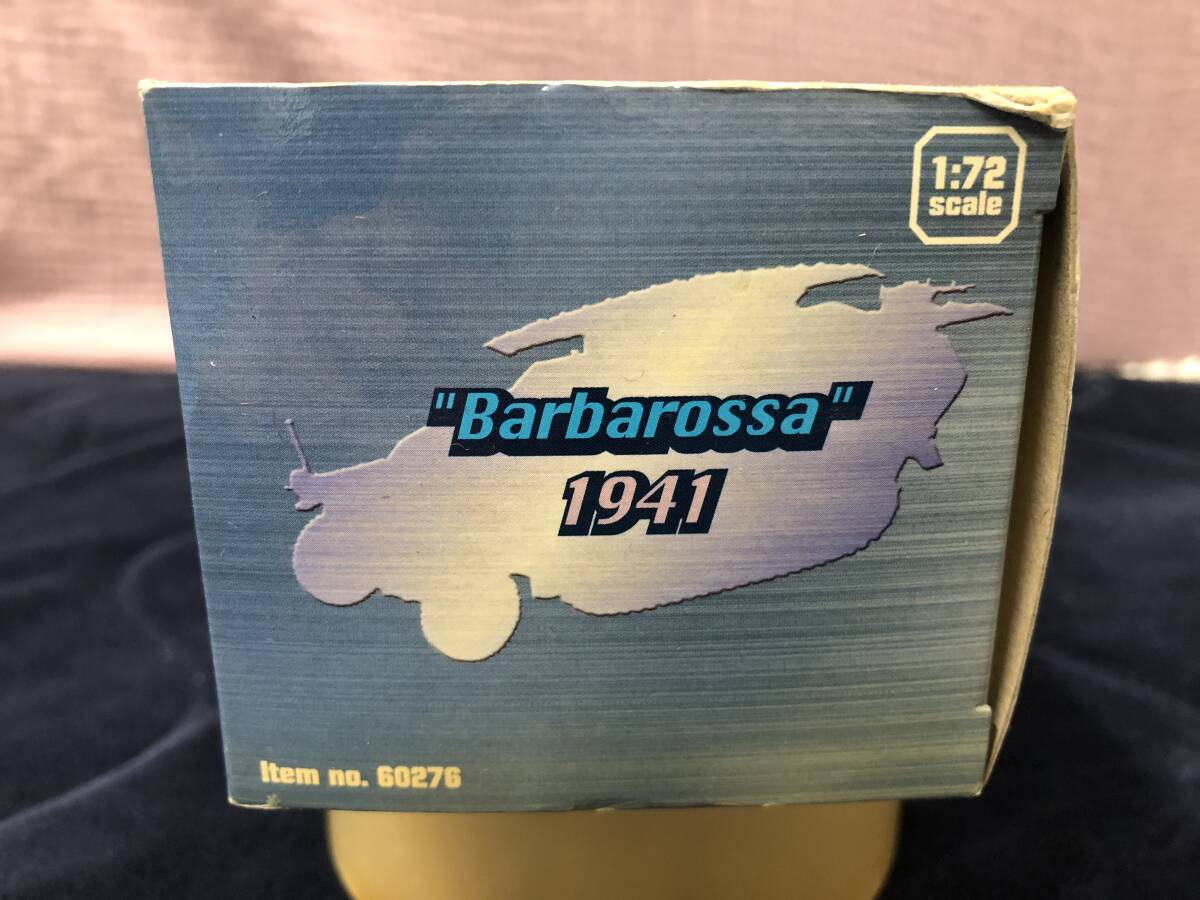 1:72
scale
"Barbarossa"
1941
Item no. 60276